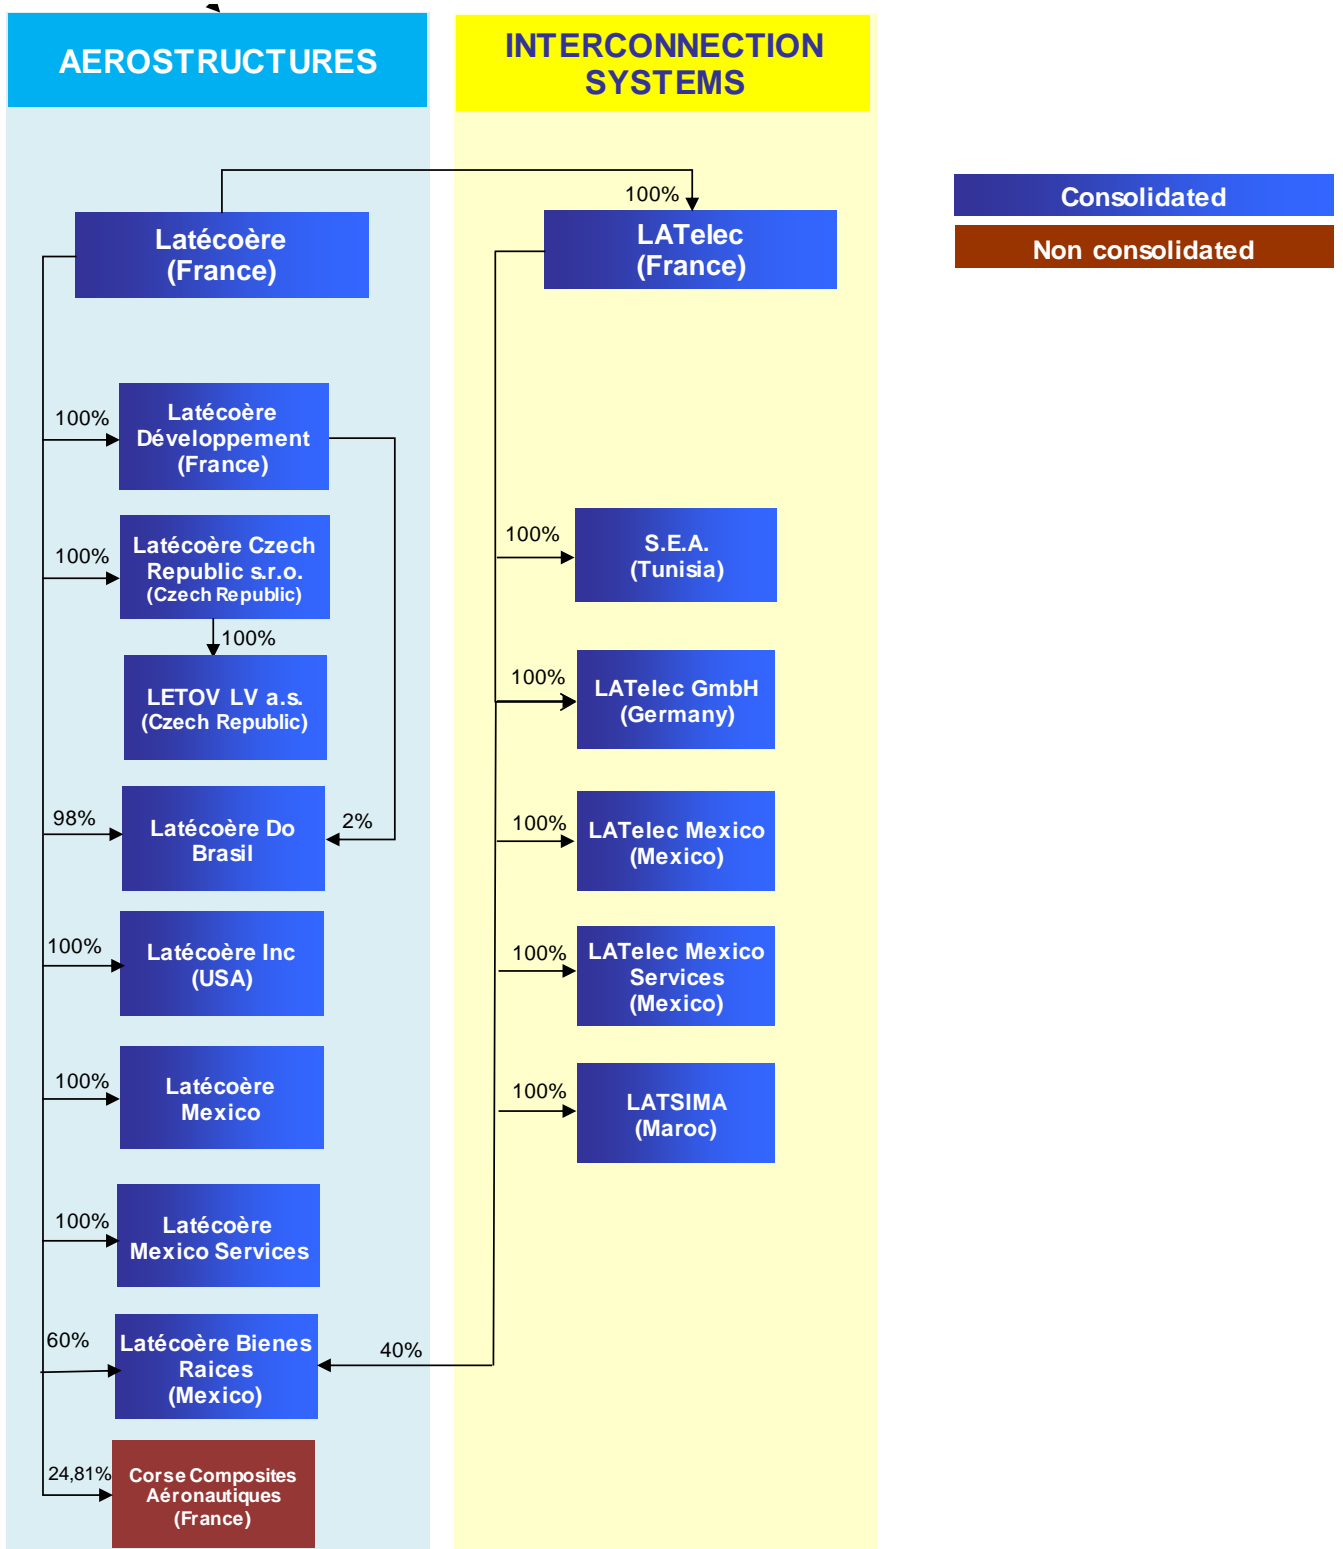 AEROSTRUCTURES
INTERCONNECTION
SYSTEMS
Consolidated
Non consolidated
100%
Latécoère
(France)
LATelec
(France)
100%
Latécoère
Développement
(France)
100%
Latécoère Czech
Republic s.r.o.
(Czech Republic)
100%
LETOV LV a.s.
(Czech Republic)
98%
Latécoère Do
Brasil
2%
100%
Latécoère Inc
(USA)
100%
Latécoère
Mexico
100%
Latécoère
Mexico Services
60%
Latécoère Bienes
Raices
(Mexico)
40%
24,81%
Corse Composites
Aéronautiques
(France)
100%
S.E.A.
(Tunisia)
100%
LATelec GmbH
(Germany)
100%
LATelec Mexico
(Mexico)
100%
LATelec Mexico
Services
(Mexico)
100%
LATSIMA
(Maroc)